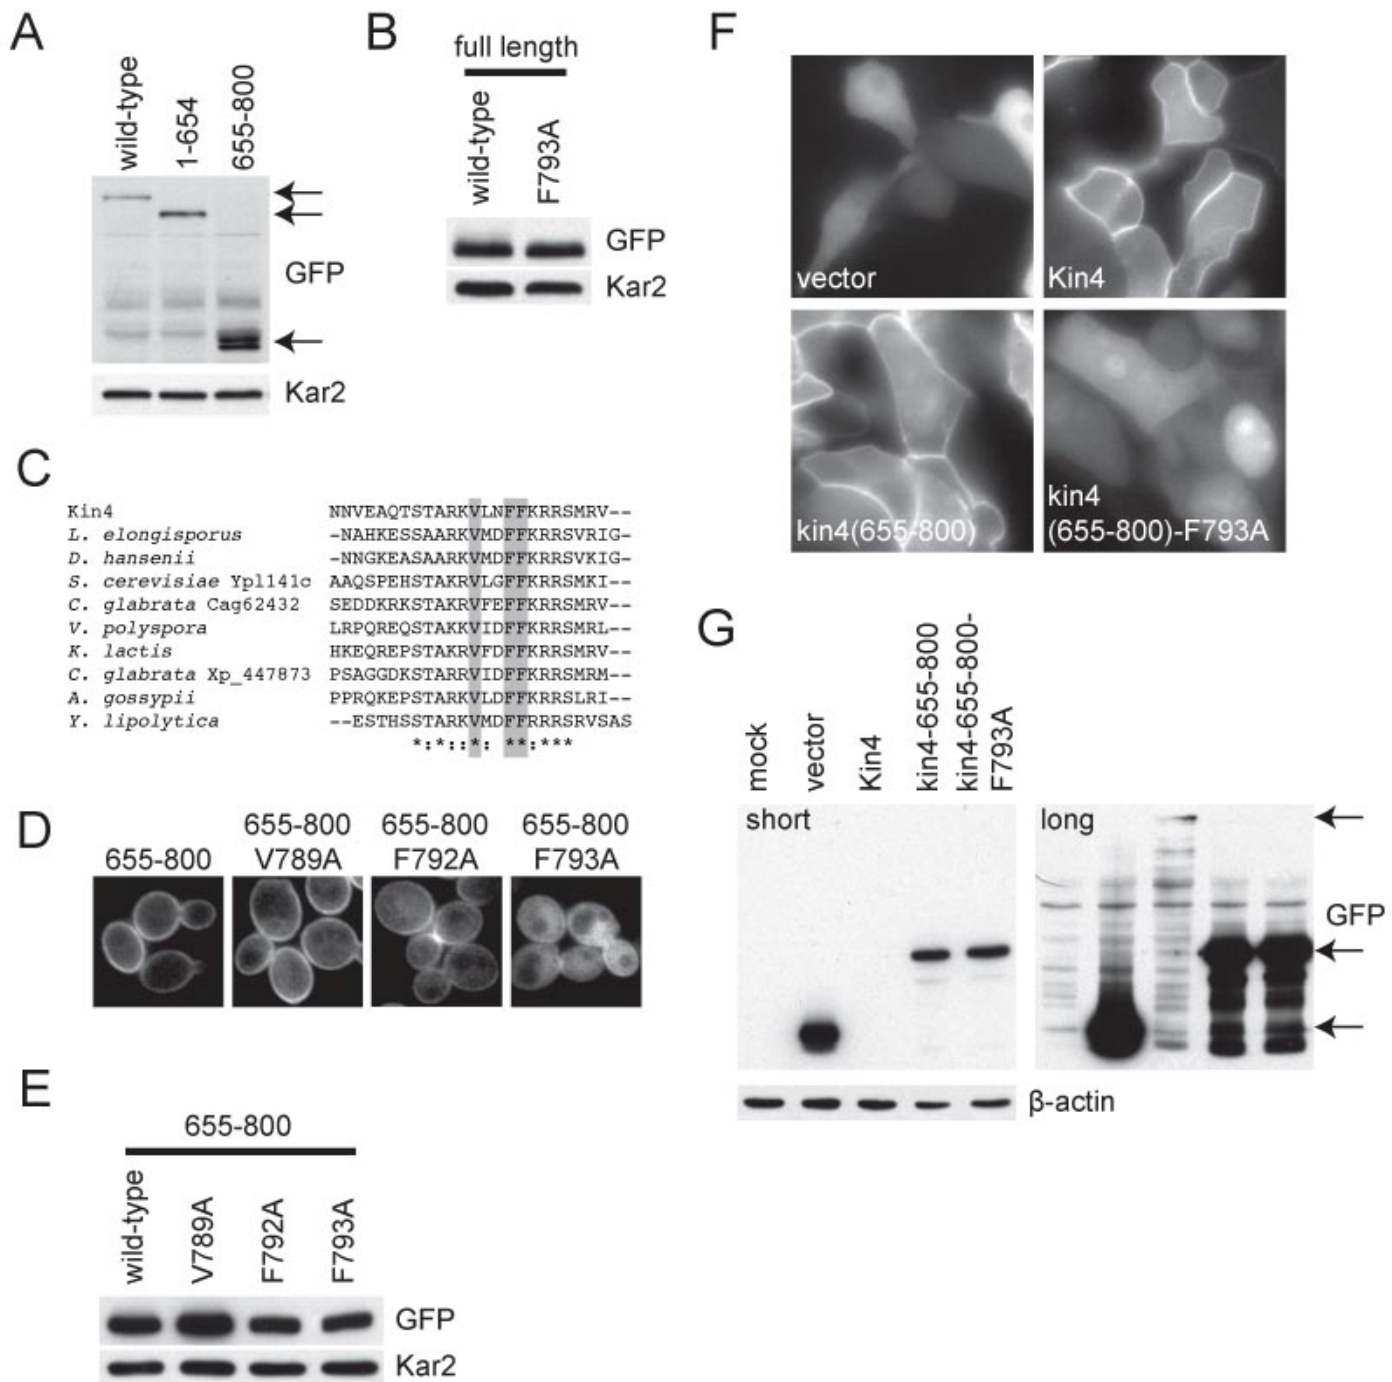 A
wild-type
1-654
655-800
GFP
Kar2
B
full length
wild-type
F793A
GFP
Kar2
C
Kin4 NNVEAQTSTARKVLNFFKRRSMRV--
L. elongisporus -NAHKESSAARKVMDFFKRRSVRIG-
D. hansenii -NNGKEASAARKVMDFFKRRSVKIG-
S. cerevisiae Ypl141c AAQSPEHSTAKRVLGFFKRRSMKI--
C. glabrata Cag62432 SEDDKRKSTAKRVFEFFKRRSMRV--
V. polyspora LRPQREQSTAKKVIDFFKRRSMRL--
K. lactis HKEQREPSTAKRVFDFFKRRSMRV--
C. glabrata Xp_447873 PSAGGDKSTARRVIDFFKRRSMRM--
A. gossypii PPRQKEPSTAKRVLDFFKRRSLRI--
Y. lipolytica --ESTHSSTARKVMDFFRRRSRVSAS
*:*::*: **:***
D
655-800
655-800
V789A
655-800
F792A
655-800
F793A
E
655-800
wild-type
V789A
F792A
F793A
GFP
Kar2
F
vector
Kin4
kin4(655-800)
kin4
(655-800)-F793A
G
mock
vector
Kin4
kin4-655-800
kin4-655-800-
F793A
short
long
GFP
β-actin